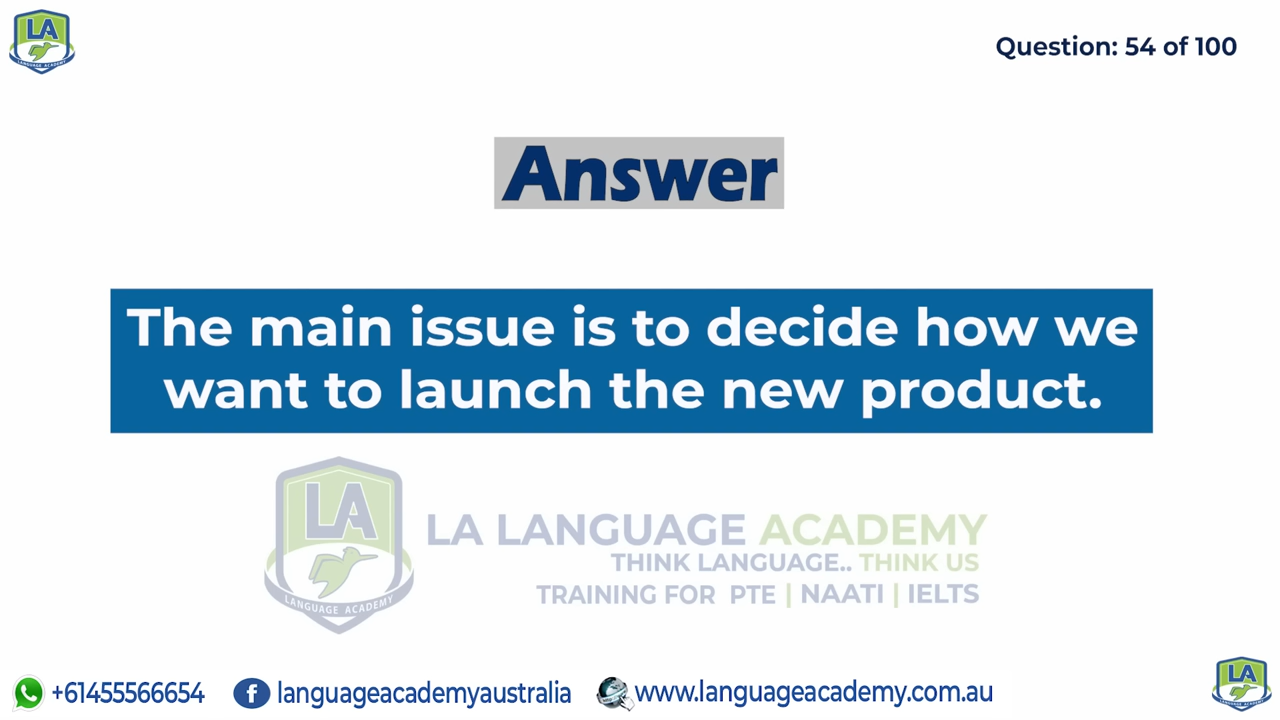 LA
LANGUAGE ACADEMY
Question: 54 of 100
Answer
The main issue is to decide how we
want to launch the new product.
LA
LANGUAGE ACADEMY
LA LANGUAGE ACADEMY
THINK LANGUAGE.. THINK US
TRAINING FOR PTE | NAATI | IELTS
+61455566654
languageacademyaustralia
www.languageacademy.com.au
LA
LANGUAGE ACADEMY